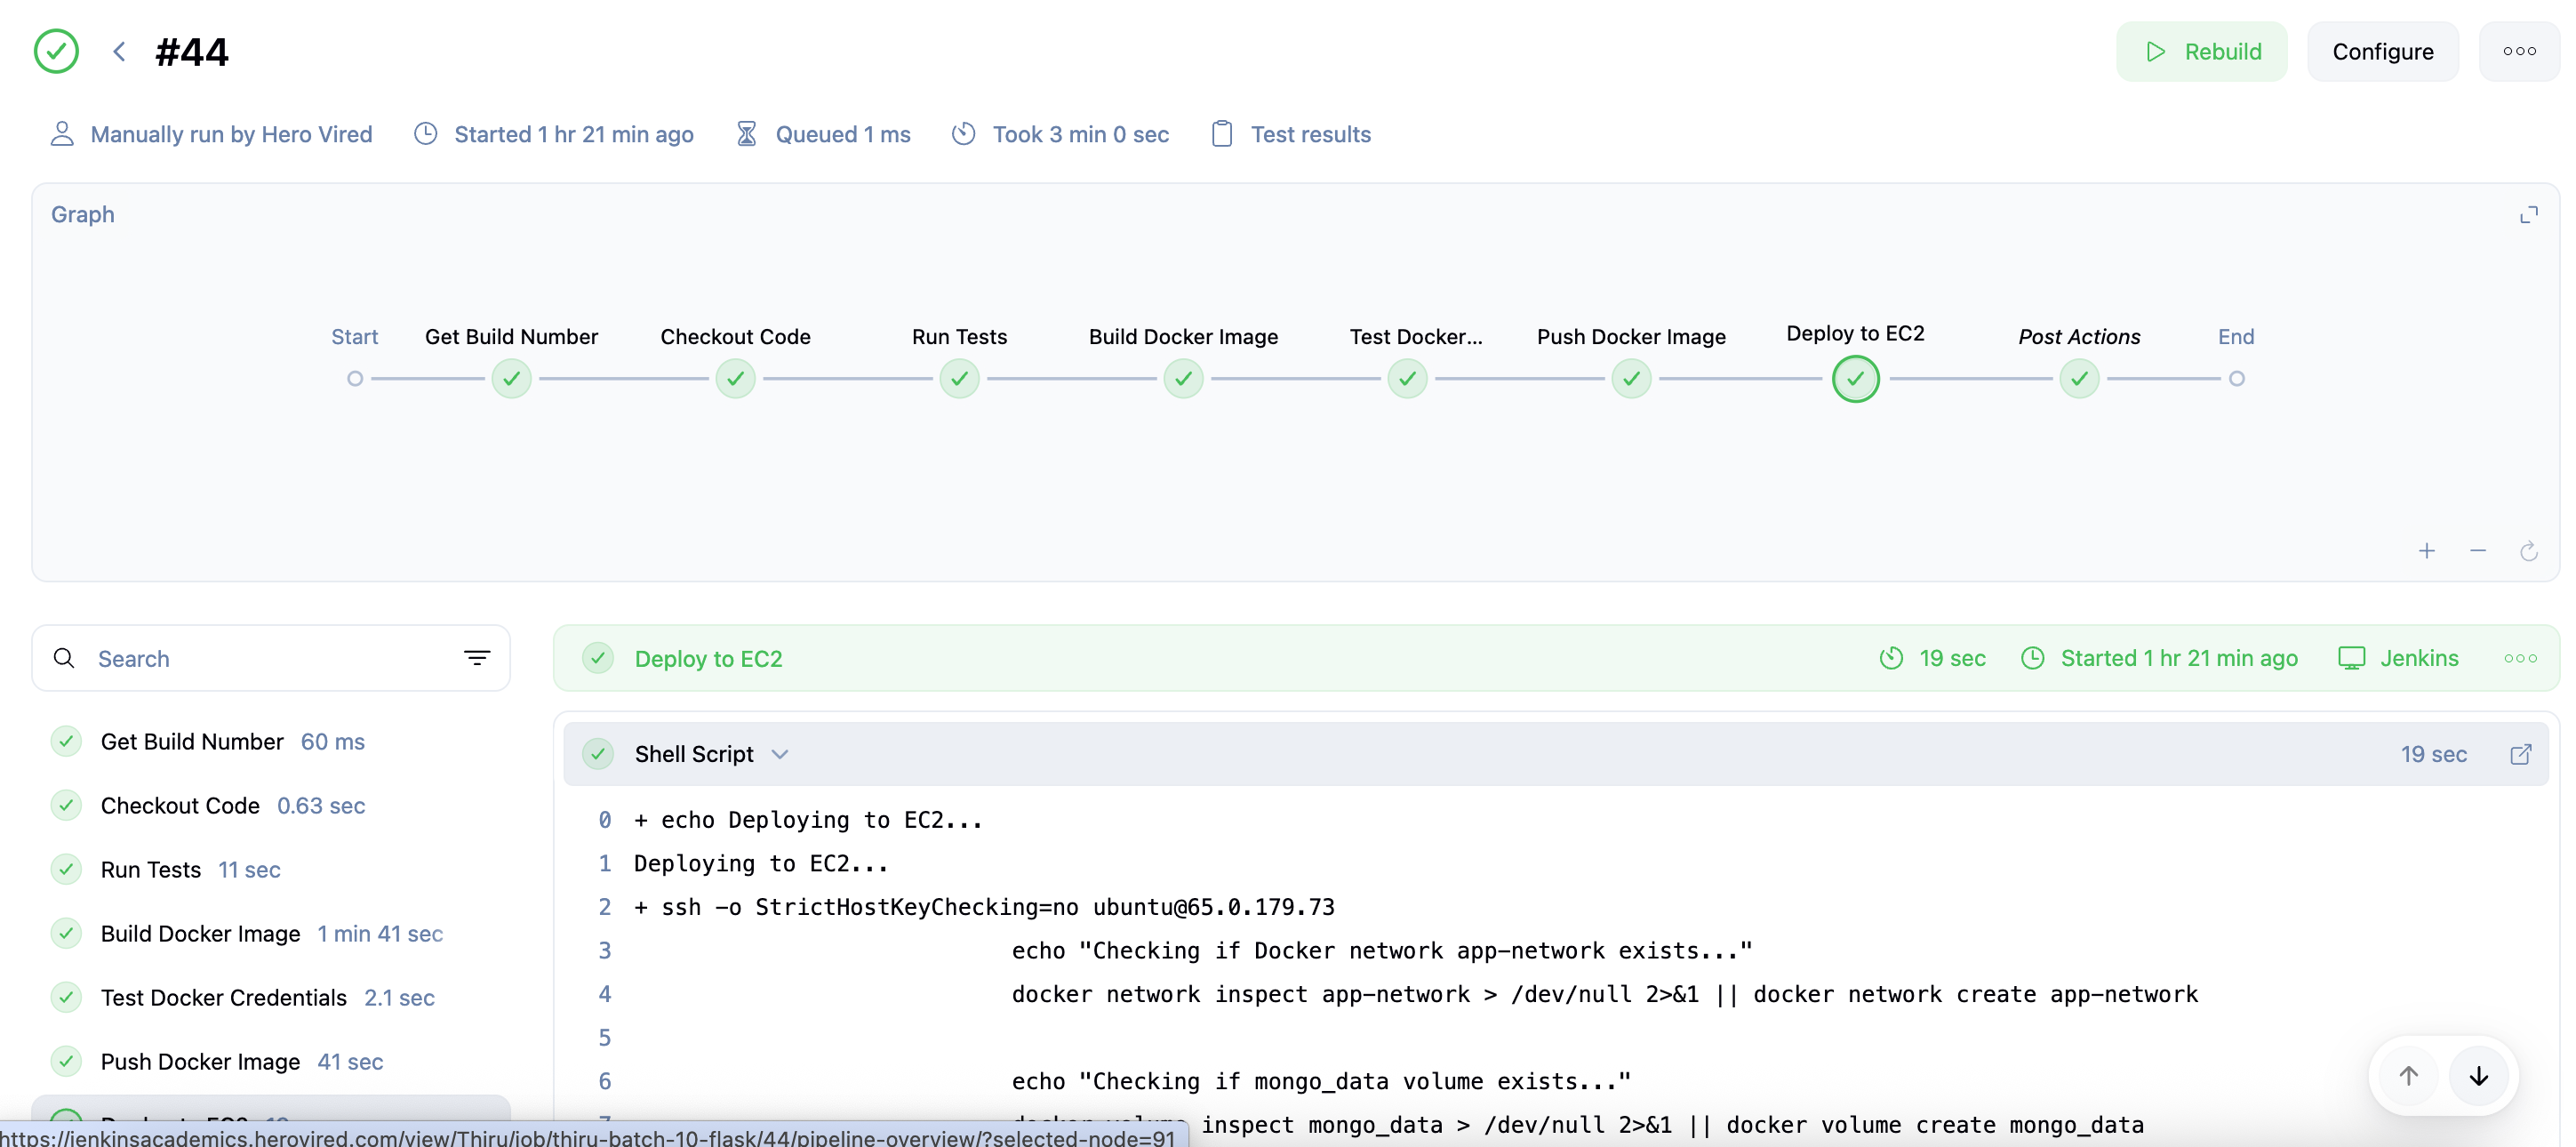 #44
Rebuild
Configure
Manually run by Hero Vired
Started 1 hr 21 min ago
Queued 1 ms
Took 3 min 0 sec
Test results
Graph
Start
Get Build Number
Checkout Code
Run Tests
Build Docker Image
Test Docker...
Push Docker Image
Deploy to EC2
Post Actions
End
Search
Get Build Number 60 ms
Checkout Code 0.63 sec
Run Tests 11 sec
Build Docker Image 1 min 41 sec
Test Docker Credentials 2.1 sec
Push Docker Image 41 sec
Deploy to EC2
19 sec
Started 1 hr 21 min ago
Jenkins
Shell Script
19 sec
0 + echo Deploying to EC2...
1 Deploying to EC2...
2 + ssh -o StrictHostKeyChecking=no ubuntu@65.0.179.73
3 echo "Checking if Docker network app-network exists..."
4 docker network inspect app-network > /dev/null 2>&1 || docker network create app-network
5
6 echo "Checking if mongo_data volume exists..."
7 docker volume inspect mongo_data > /dev/null 2>&1 || docker volume create mongo_data
https://jenkinsacademics.herovired.com/view/Thiru/job/thiru-batch-10-flask/44/pipeline-overview/?selected-node=91